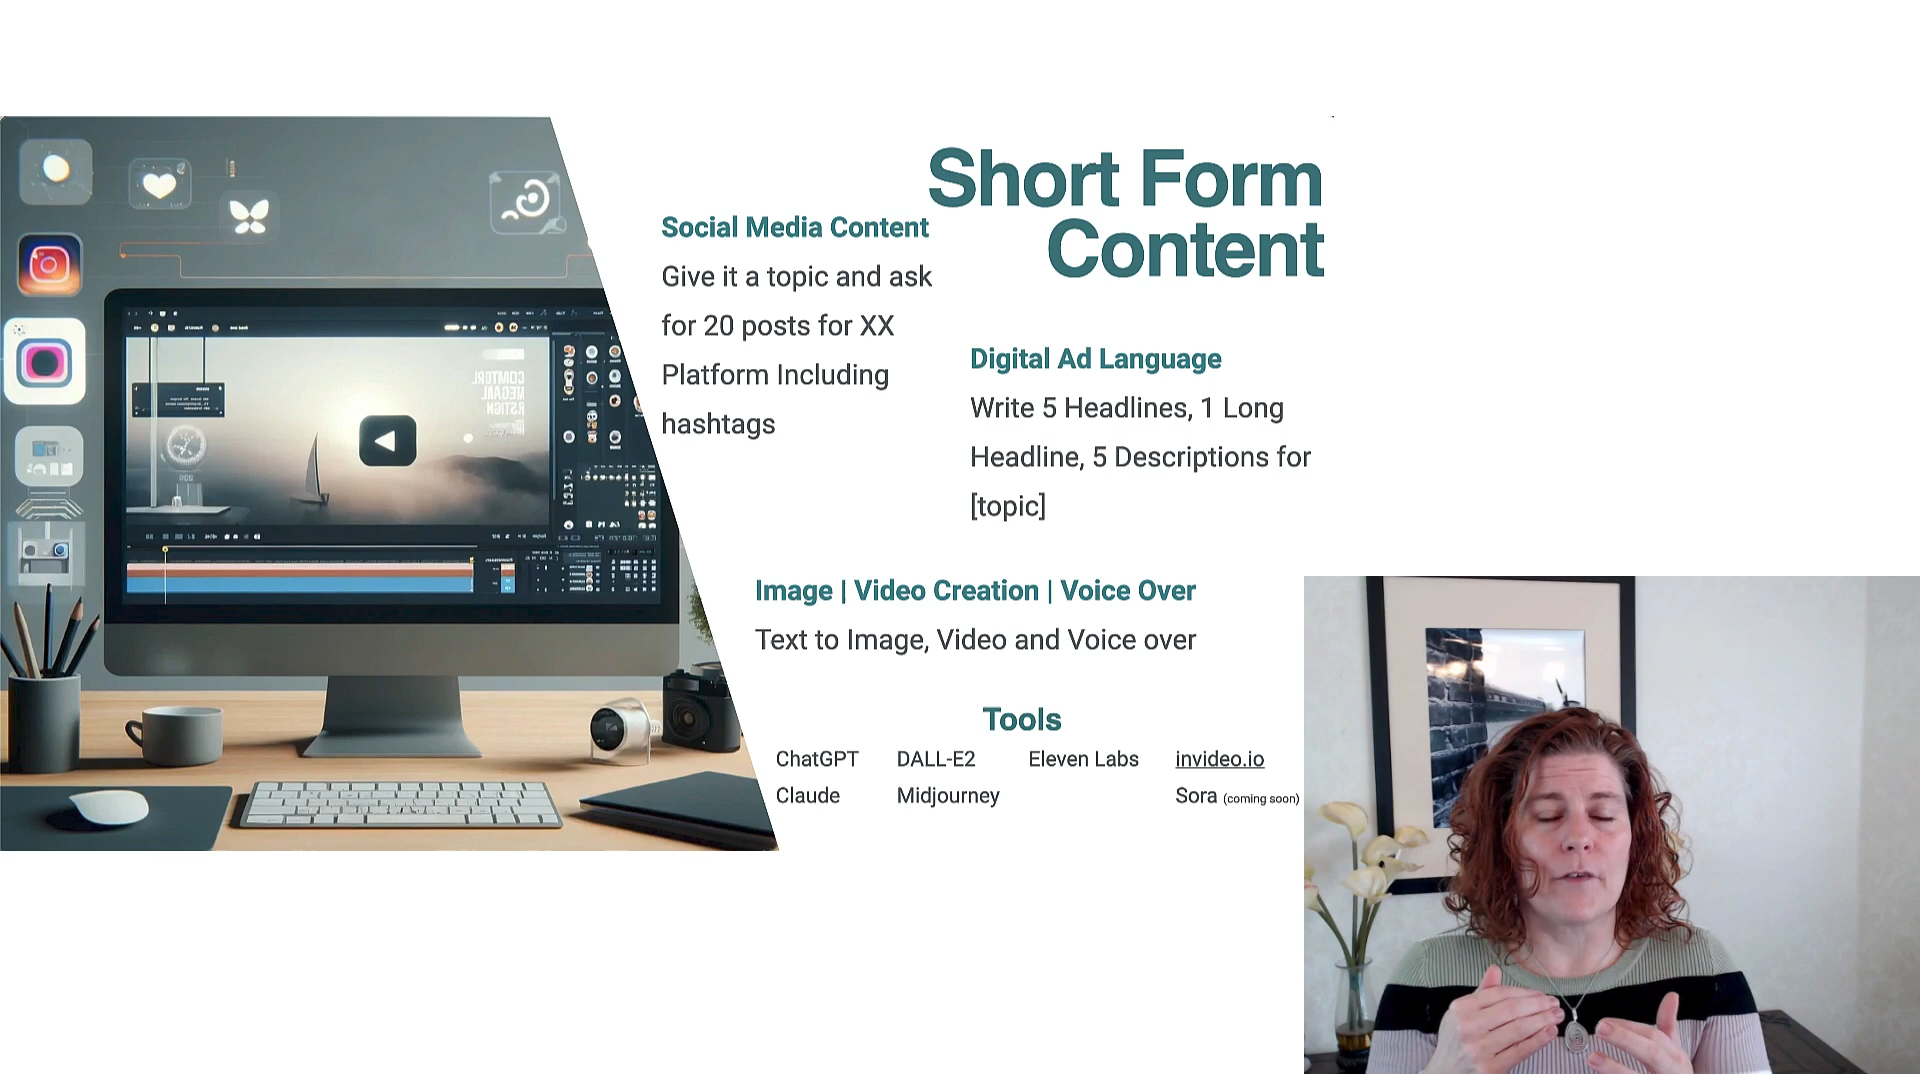 Short Form
Content
Social Media Content
Give it a topic and ask
for 20 posts for XX
Platform Including
hashtags
Digital Ad Language
Write 5 Headlines, 1 Long
Headline, 5 Descriptions for
[topic]
Image | Video Creation | Voice Over
Text to Image, Video and Voice over
Tools
ChatGPT DALL-E2 Eleven Labs invideo.io
Claude Midjourney Sora (coming soon)